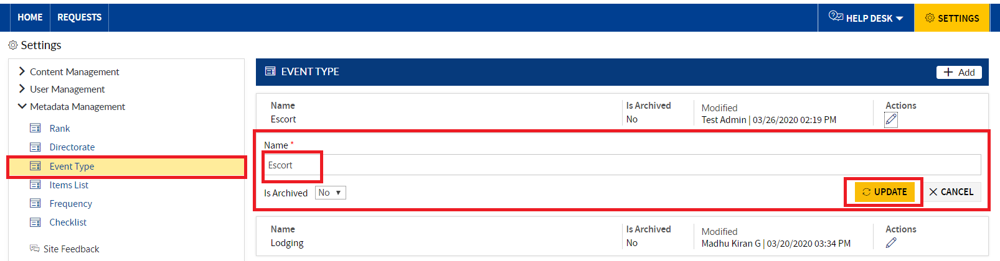 HOME REQUESTS HELP DESK SETTINGS
Settings
Content Management
User Management
Metadata Management
Rank
Directorate
Event Type
Items List
Frequency
Checklist
Site Feedback
EVENT TYPE + Add
Name Is Archived Modified Actions
Escort No Test Admin | 03/26/2020 02:19 PM
Name *
Escort
Is Archived No UPDATE CANCEL
Name Is Archived Modified Actions
Lodging No Madhu Kiran G | 03/20/2020 03:34 PM